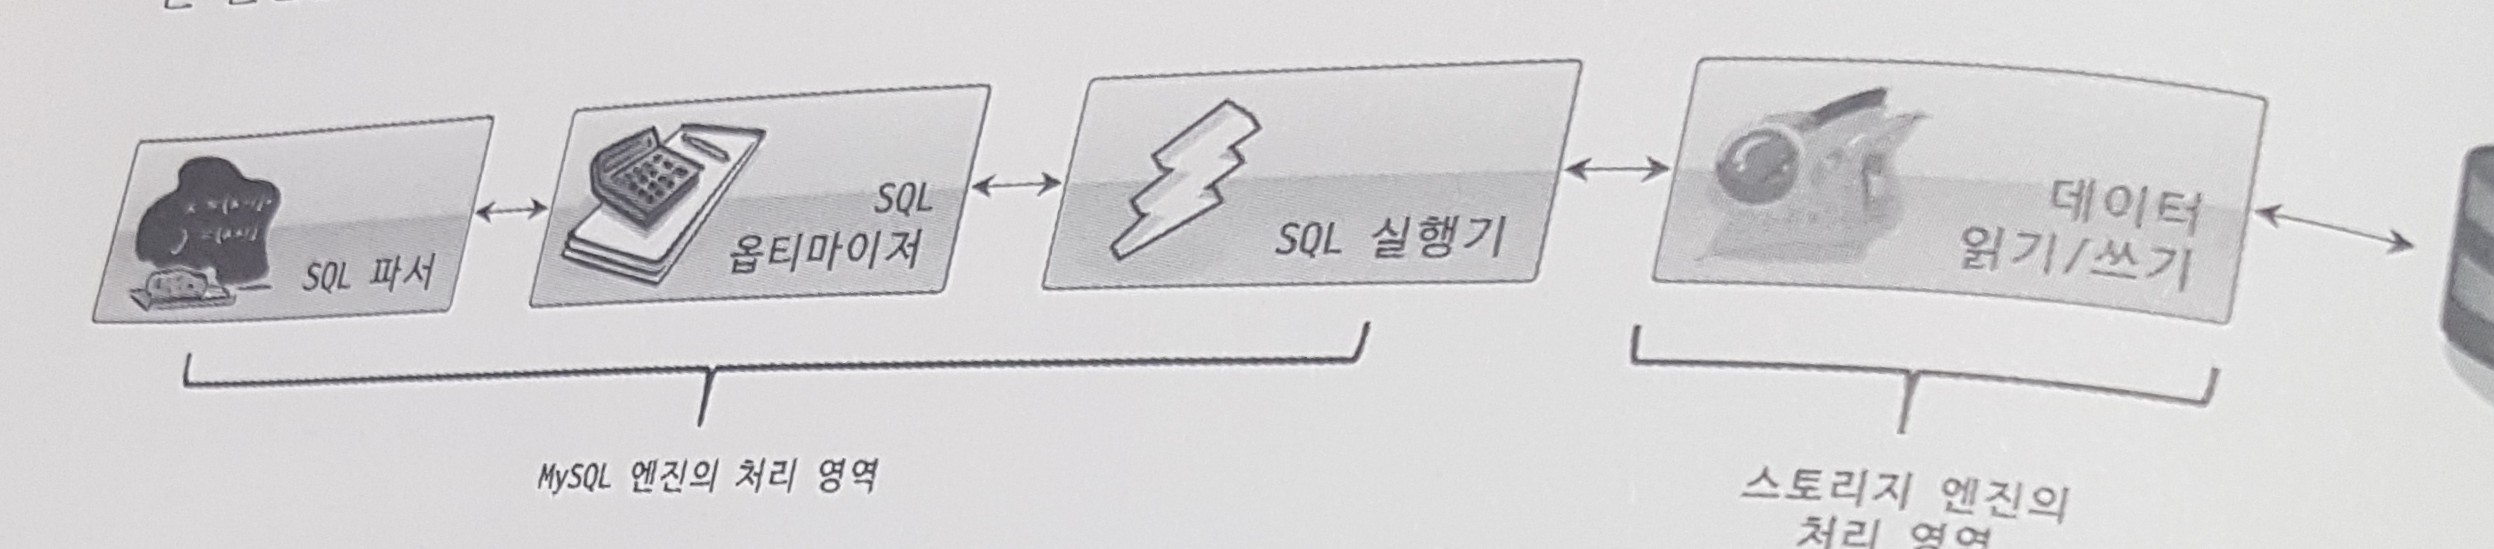 SQL 파서
SQL
옵티마이저
SQL 실행기
데이터
읽기/쓰기
MySQL 엔진의 처리 영역
스토리지 엔진의
처리 영역